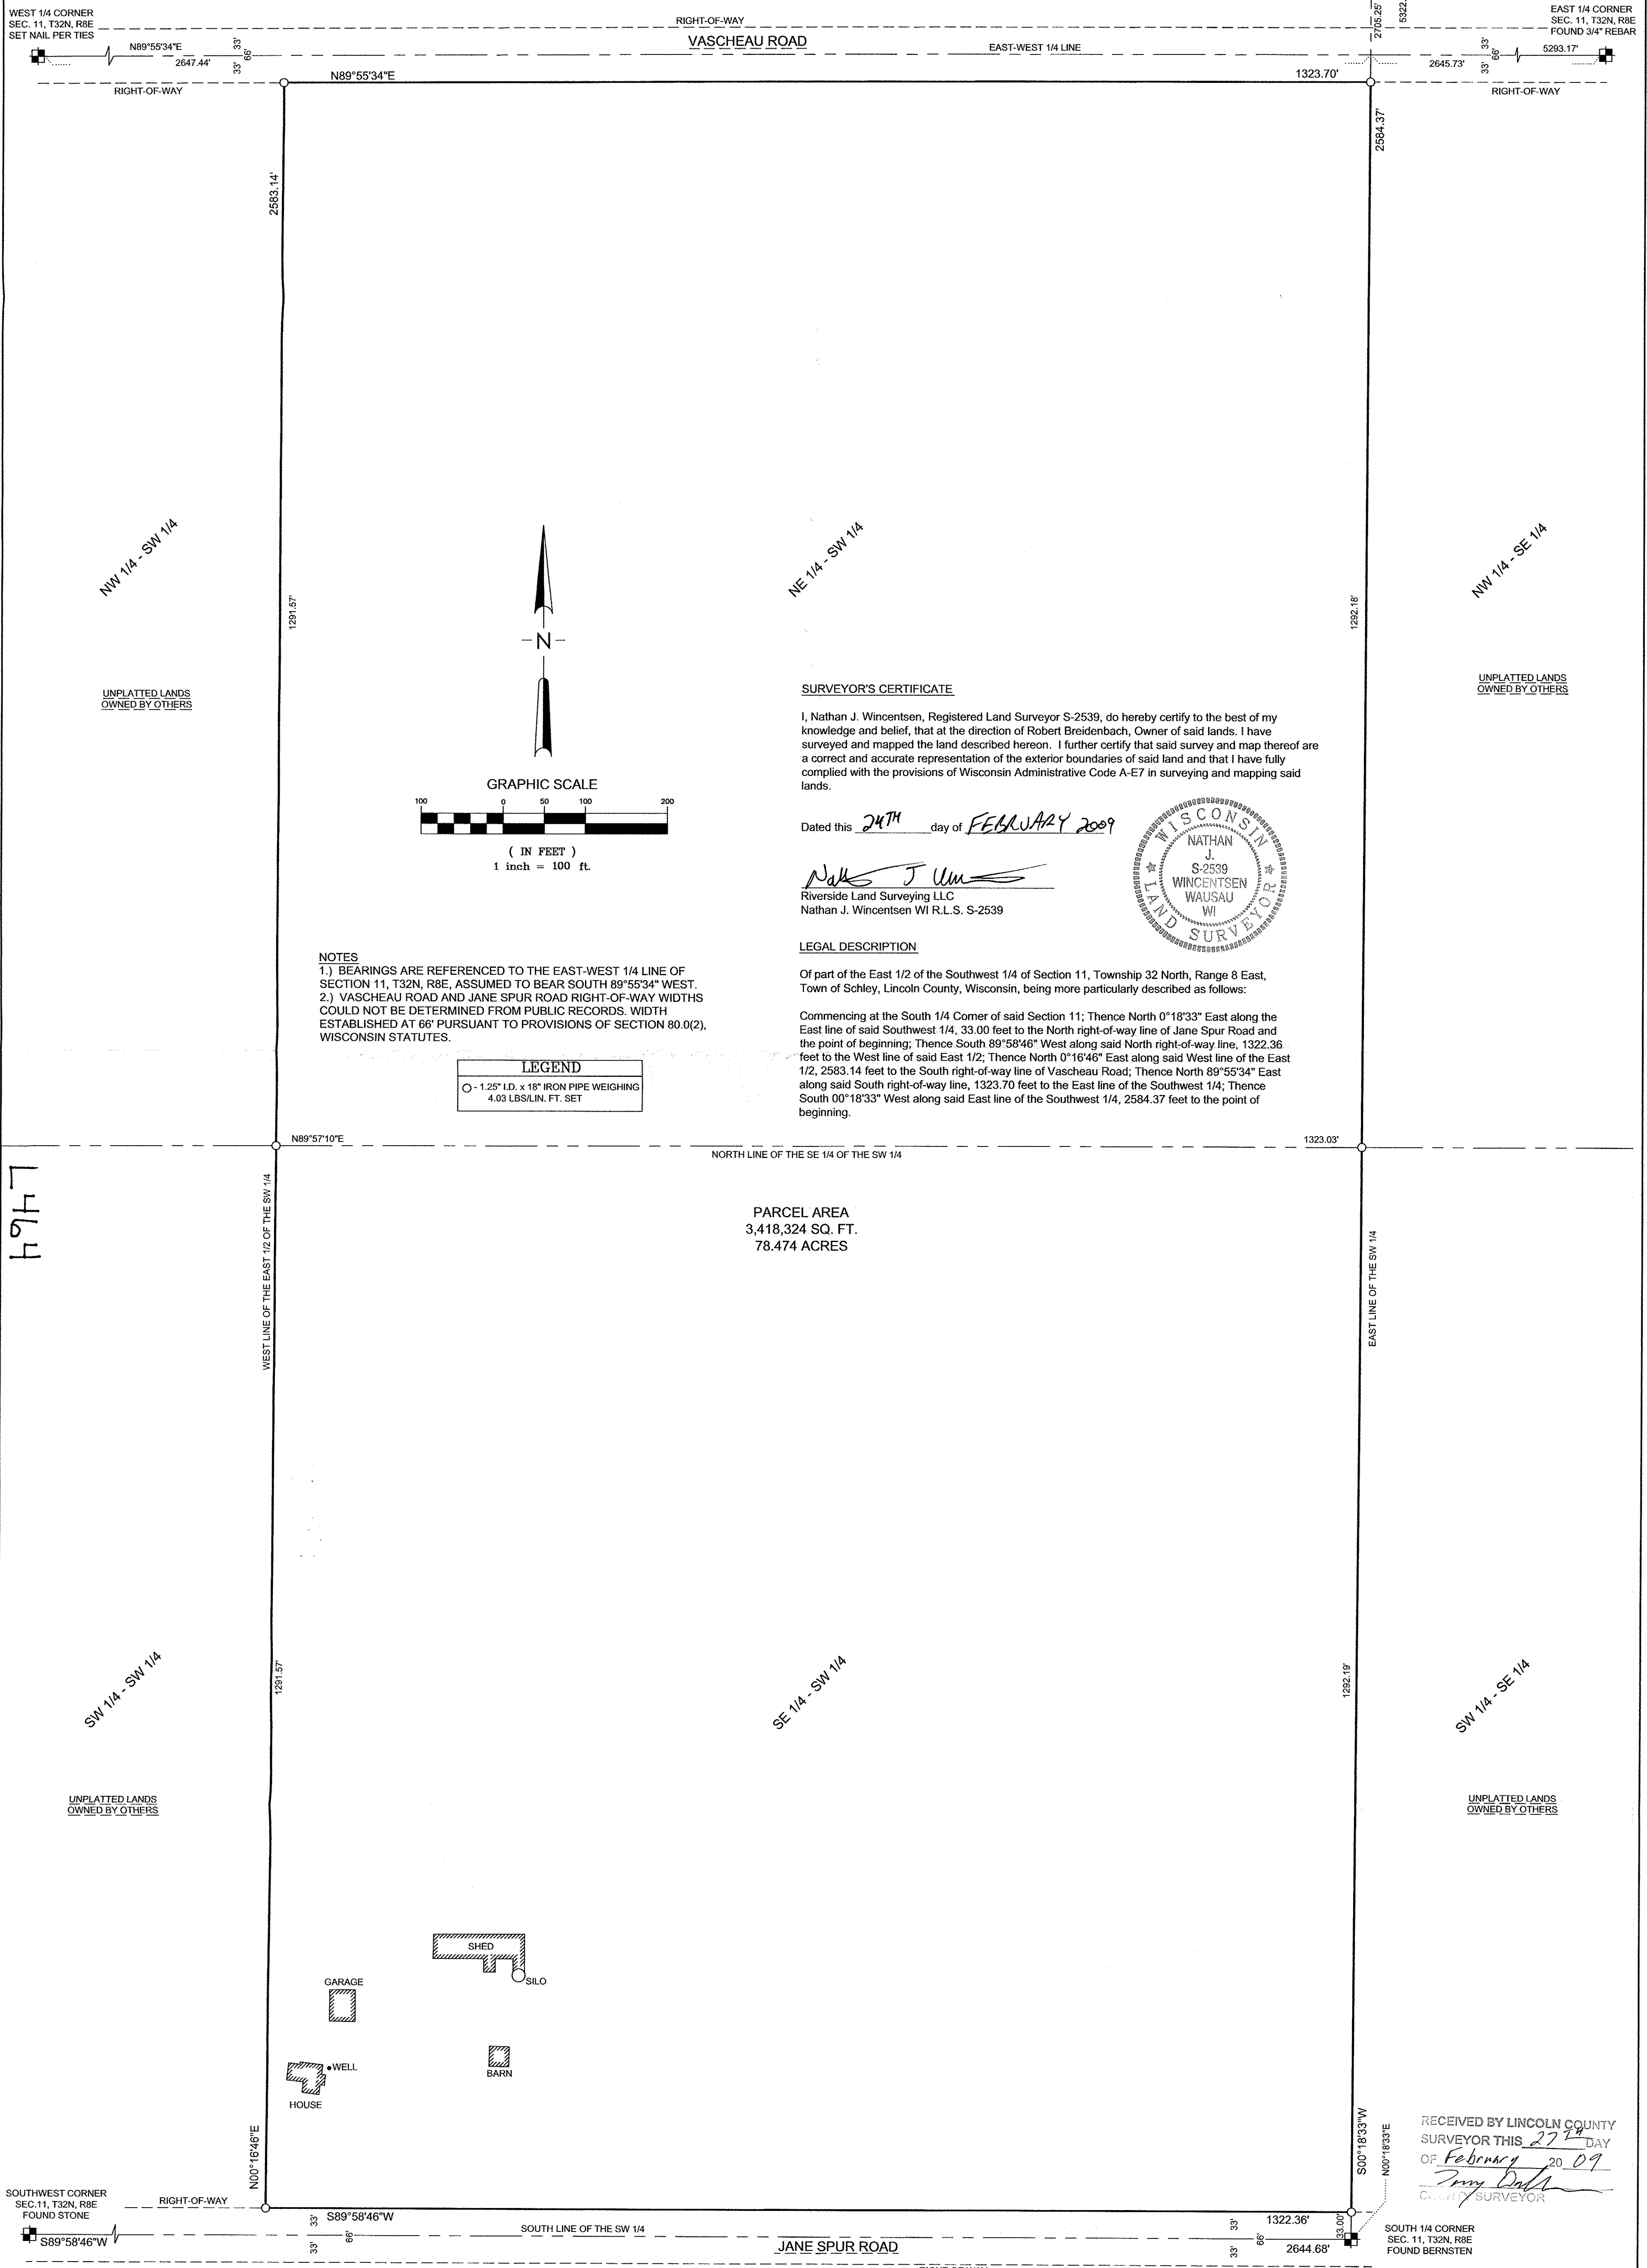 WEST 1/4 CORNER
SEC. 11, T32N, R8E
SET NAIL PER TIES
RIGHT-OF-WAY
2705.25'
5322.
EAST 1/4 CORNER
SEC. 11, T32N, R8E
FOUND 3/4" REBAR
N89°55'34"E
2647.44'
33'
66'
33'
VASCHEAU ROAD
EAST-WEST 1/4 LINE
2645.73'
33'
66'
33'
5293.17'
RIGHT-OF-WAY
N89°55'34"E
1323.70'
RIGHT-OF-WAY
2583.14'
2584.37'
NW 1/4 - SW 1/4
NE 1/4 - SW 1/4
NW 1/4 - SE 1/4
1291.57'
1292.18'
-N-
UNPLATTED LANDS
OWNED BY OTHERS
UNPLATTED LANDS
OWNED BY OTHERS
GRAPHIC SCALE
100 0 50 100 200
( IN FEET )
1 inch = 100 ft.
SURVEYOR'S CERTIFICATE
I, Nathan J. Wincentsen, Registered Land Surveyor S-2539, do hereby certify to the best of my
knowledge and belief, that at the direction of Robert Breidenbach, Owner of said lands. I have
surveyed and mapped the land described hereon. I further certify that said survey and map thereof are
a correct and accurate representation of the exterior boundaries of said land and that I have fully
complied with the provisions of Wisconsin Administrative Code A-E7 in surveying and mapping said
lands.
Dated this 24TH day of FEBRUARY 2009
Riverside Land Surveying LLC
Nathan J. Wincentsen WI R.L.S. S-2539
WISCONSIN
NATHAN
J.
S-2539
WINCENTSEN
WAUSAU
WI
LAND SURVEYOR
LEGAL DESCRIPTION
Of part of the East 1/2 of the Southwest 1/4 of Section 11, Township 32 North, Range 8 East,
Town of Schley, Lincoln County, Wisconsin, being more particularly described as follows:
Commencing at the South 1/4 Corner of said Section 11; Thence North 0°18'33" East along the
East line of said Southwest 1/4, 33.00 feet to the North right-of-way line of Jane Spur Road and
the point of beginning; Thence South 89°58'46" West along said North right-of-way line, 1322.36
feet to the West line of said East 1/2; Thence North 0°16'46" East along said West line of the East
1/2, 2583.14 feet to the South right-of-way line of Vascheau Road; Thence North 89°55'34" East
along said South right-of-way line, 1323.70 feet to the East line of the Southwest 1/4; Thence
South 00°18'33" West along said East line of the Southwest 1/4, 2584.37 feet to the point of
beginning.
NOTES
1.) BEARINGS ARE REFERENCED TO THE EAST-WEST 1/4 LINE OF
SECTION 11, T32N, R8E, ASSUMED TO BEAR SOUTH 89°55'34" WEST.
2.) VASCHEAU ROAD AND JANE SPUR ROAD RIGHT-OF-WAY WIDTHS
COULD NOT BE DETERMINED FROM PUBLIC RECORDS. WIDTH
ESTABLISHED AT 66' PURSUANT TO PROVISIONS OF SECTION 80.0(2),
WISCONSIN STATUTES.
LEGEND
- 1.25" I.D. x 18" IRON PIPE WEIGHING
4.03 LBS/LIN. FT. SET
N89°57'10"E
1323.03'
NORTH LINE OF THE SE 1/4 OF THE SW 1/4
L464
WEST LINE OF THE EAST 1/2 OF THE SW 1/4
PARCEL AREA
3,418,324 SQ. FT.
78.474 ACRES
EAST LINE OF THE SW 1/4
SW 1/4 - SW 1/4
1291.57'
SE 1/4 - SW 1/4
1292.19'
SW 1/4 - SE 1/4
UNPLATTED LANDS
OWNED BY OTHERS
UNPLATTED LANDS
OWNED BY OTHERS
SHED
SILO
GARAGE
WELL
HOUSE
BARN
N00°16'46"E
S00°18'33"W
N00°18'33"E
RECEIVED BY LINCOLN COUNTY
SURVEYOR THIS 27TH DAY
OF February 20 09
COUNTY SURVEYOR
SOUTHWEST CORNER
SEC.11, T32N, R8E
FOUND STONE
RIGHT-OF-WAY
S89°58'46"W
S89°58'46"W
33'
66'
33'
SOUTH LINE OF THE SW 1/4
JANE SPUR ROAD
33'
66'
33'
1322.36'
33.00'
2644.68'
SOUTH 1/4 CORNER
SEC. 11, T32N, R8E
FOUND BERNSTEN